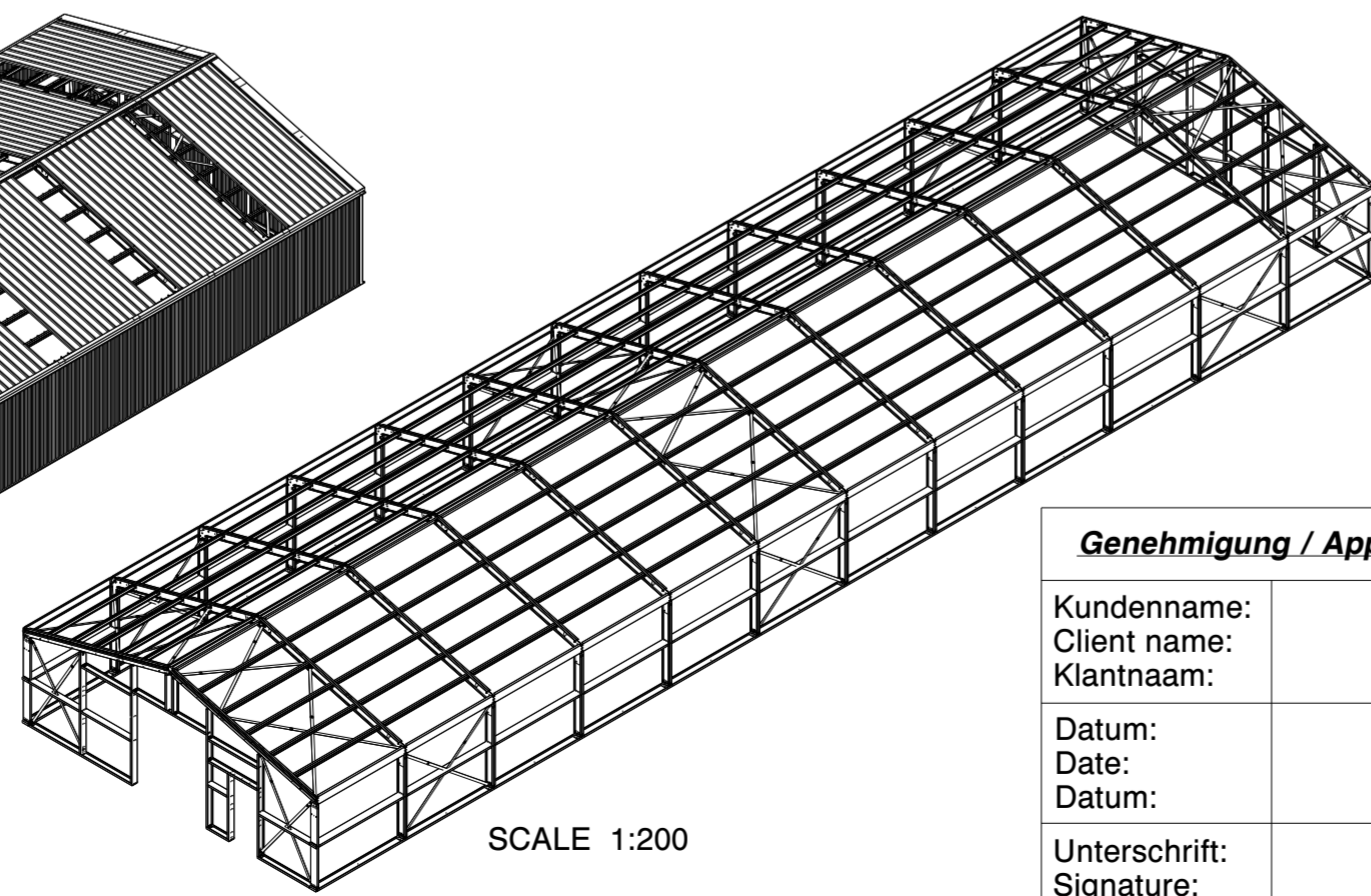 SCALE 1:200
Genehmigung / App
Kundenname:
Client name:
Klantnaam:
Datum:
Date:
Datum:
Unterschrift:
Signature: